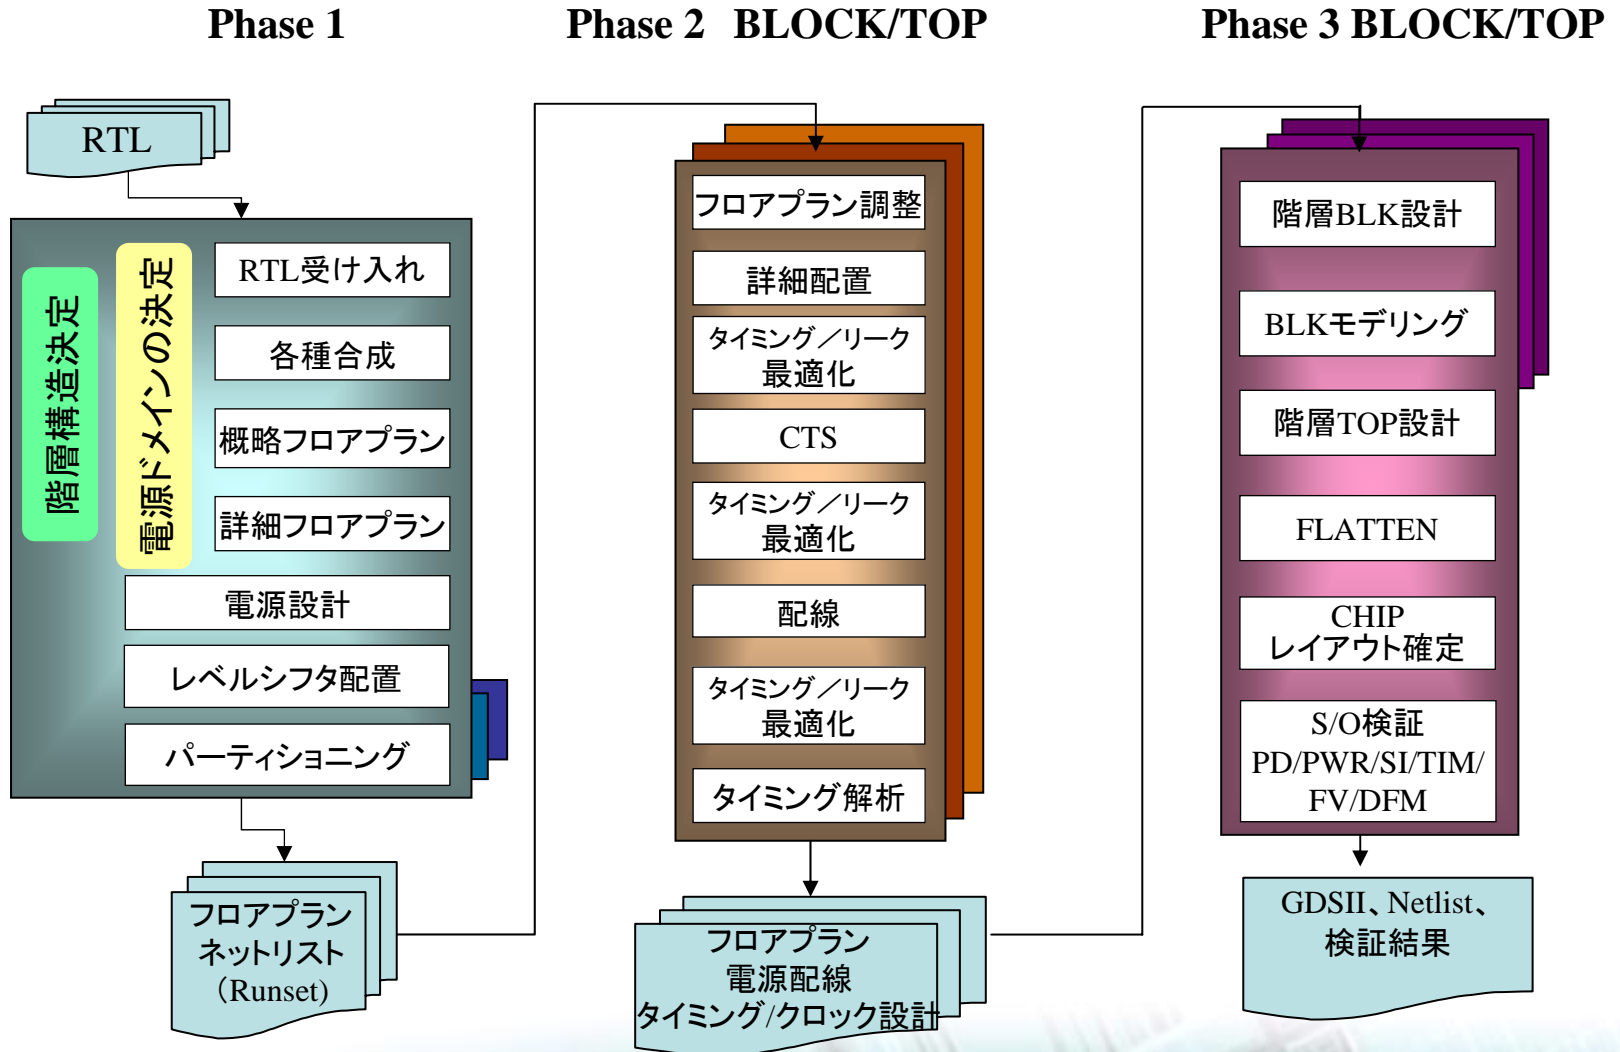 Phase 1
Phase 2 BLOCK/TOP
Phase 3 BLOCK/TOP
RTL
階層構造決定
電源ドメインの決定
RTL受け入れ
各種合成
概略フロアプラン
詳細フロアプラン
電源設計
レベルシフタ配置
パーティショニング
フロアプラン
ネットリスト
（Runset)
フロアプラン調整
詳細配置
タイミング／リーク
最適化
CTS
タイミング／リーク
最適化
配線
タイミング／リーク
最適化
タイミング解析
フロアプラン
電源配線
タイミング/クロック設計
階層BLK設計
BLKモデリング
階層TOP設計
FLATTEN
CHIP
レイアウト確定
S/O検証
PD/PWR/SI/TIM/
FV/DFM
GDSII、Netlist、
検証結果